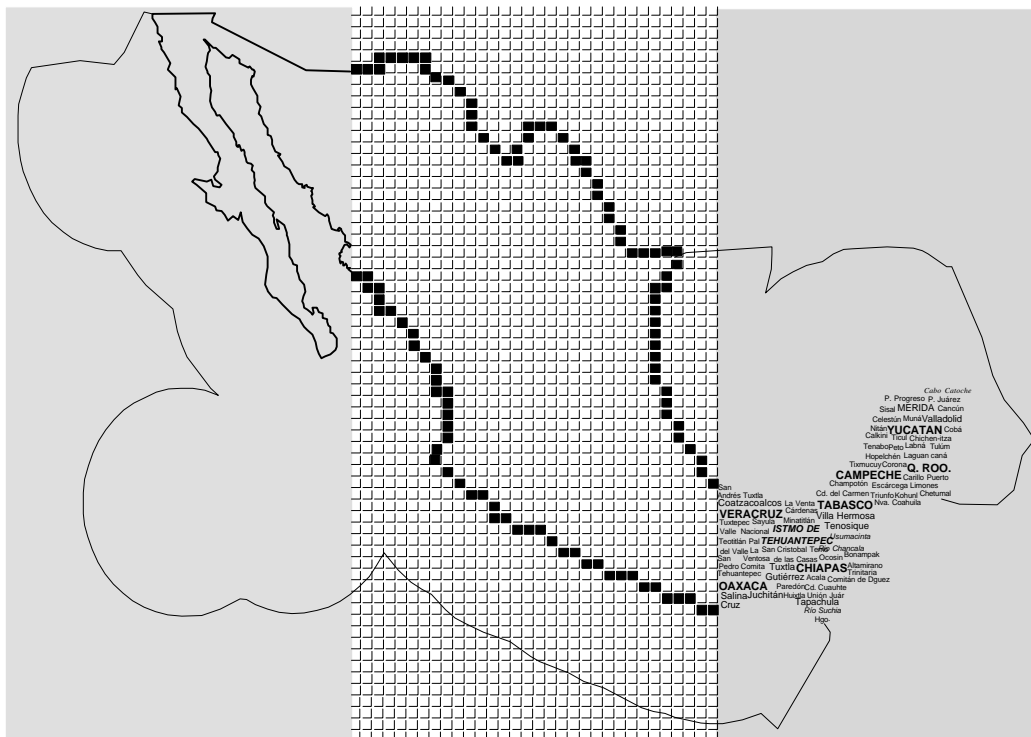 Cabo Catoche
P. Progreso P. Juárez
Sisal MERIDA Cancún
Celestún Muná Valladolid
Nitán YUCATAN Cobá
Calkini Ticul Chichen-itza
Tenabo Peto Labná Tulúm
Hopelchén Laguan caná
Tixmucuy Corona Q. ROO.
CAMPECHE Carillo Puerto
Champotón Escárcega Limones
San Cd. del Carmen Triunfo Kohunl Chetumal
Andrés Tuxtla Nva. Coahuila
Coatzacoalcos La Venta TABASCO
VERACRUZ Cárdenas Villa Hermosa
Tuxtepec Sayula Minatitlán
Valle Nacional ISTMO DE Tenosique
Usumacinta
Teotitlán Pal TEHUANTEPEC
del Valle La San Cristobal Río Chancala
San Ventosa de las Casas Ocosin Bonampak
Pedro Comita Tuxtla CHIAPAS Altamirano
Tehuantepec Gutiérrez Acala Trinitaria
Comitán de Dguez
OAXACA Paredón Cd. Cuauhte
Salina Juchitán Huixtla Unión Juár
Cruz Tapachula
Río Suchia
Hgo.